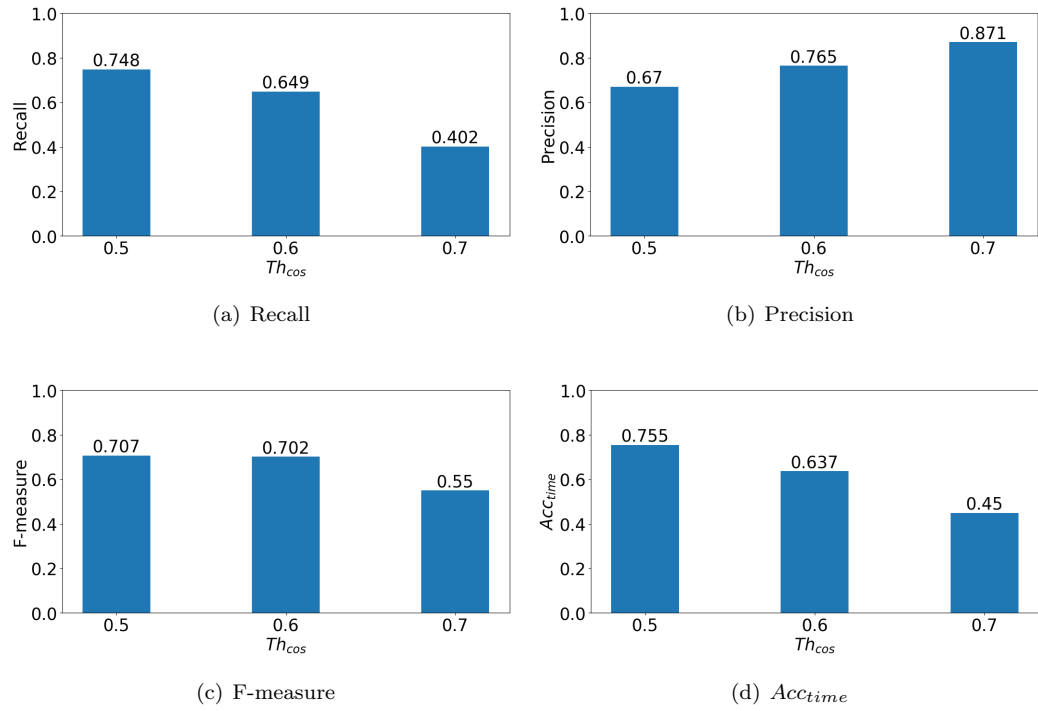 1.0
0.8
0.6
0.4
0.2
0.0
Recall
0.748
0.649
0.402
0.5 0.6 0.7
Th_cos
(a) Recall
1.0
0.8
0.6
0.4
0.2
0.0
Precision
0.67
0.765
0.871
0.5 0.6 0.7
Th_cos
(b) Precision
1.0
0.8
0.6
0.4
0.2
0.0
F-measure
0.707
0.702
0.55
0.5 0.6 0.7
Th_cos
(c) F-measure
1.0
0.8
0.6
0.4
0.2
0.0
Acc_time
0.755
0.637
0.45
0.5 0.6 0.7
Th_cos
(d) Acc_time